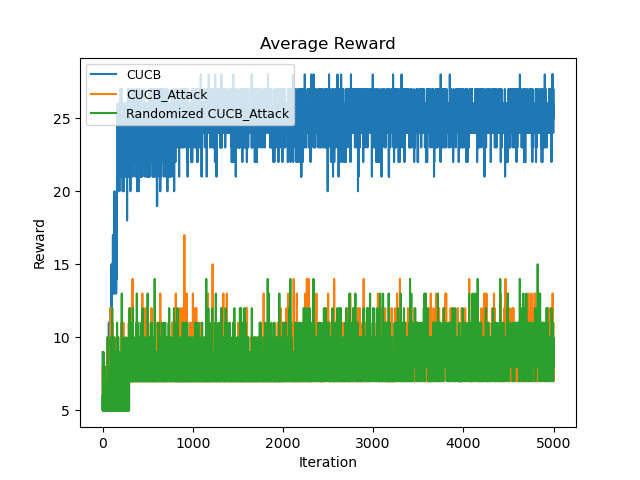 Average Reward
CUCB
CUCB_Attack
Randomized CUCB_Attack
25
20
15
10
5
Reward
0
1000
2000
3000
4000
5000
Iteration